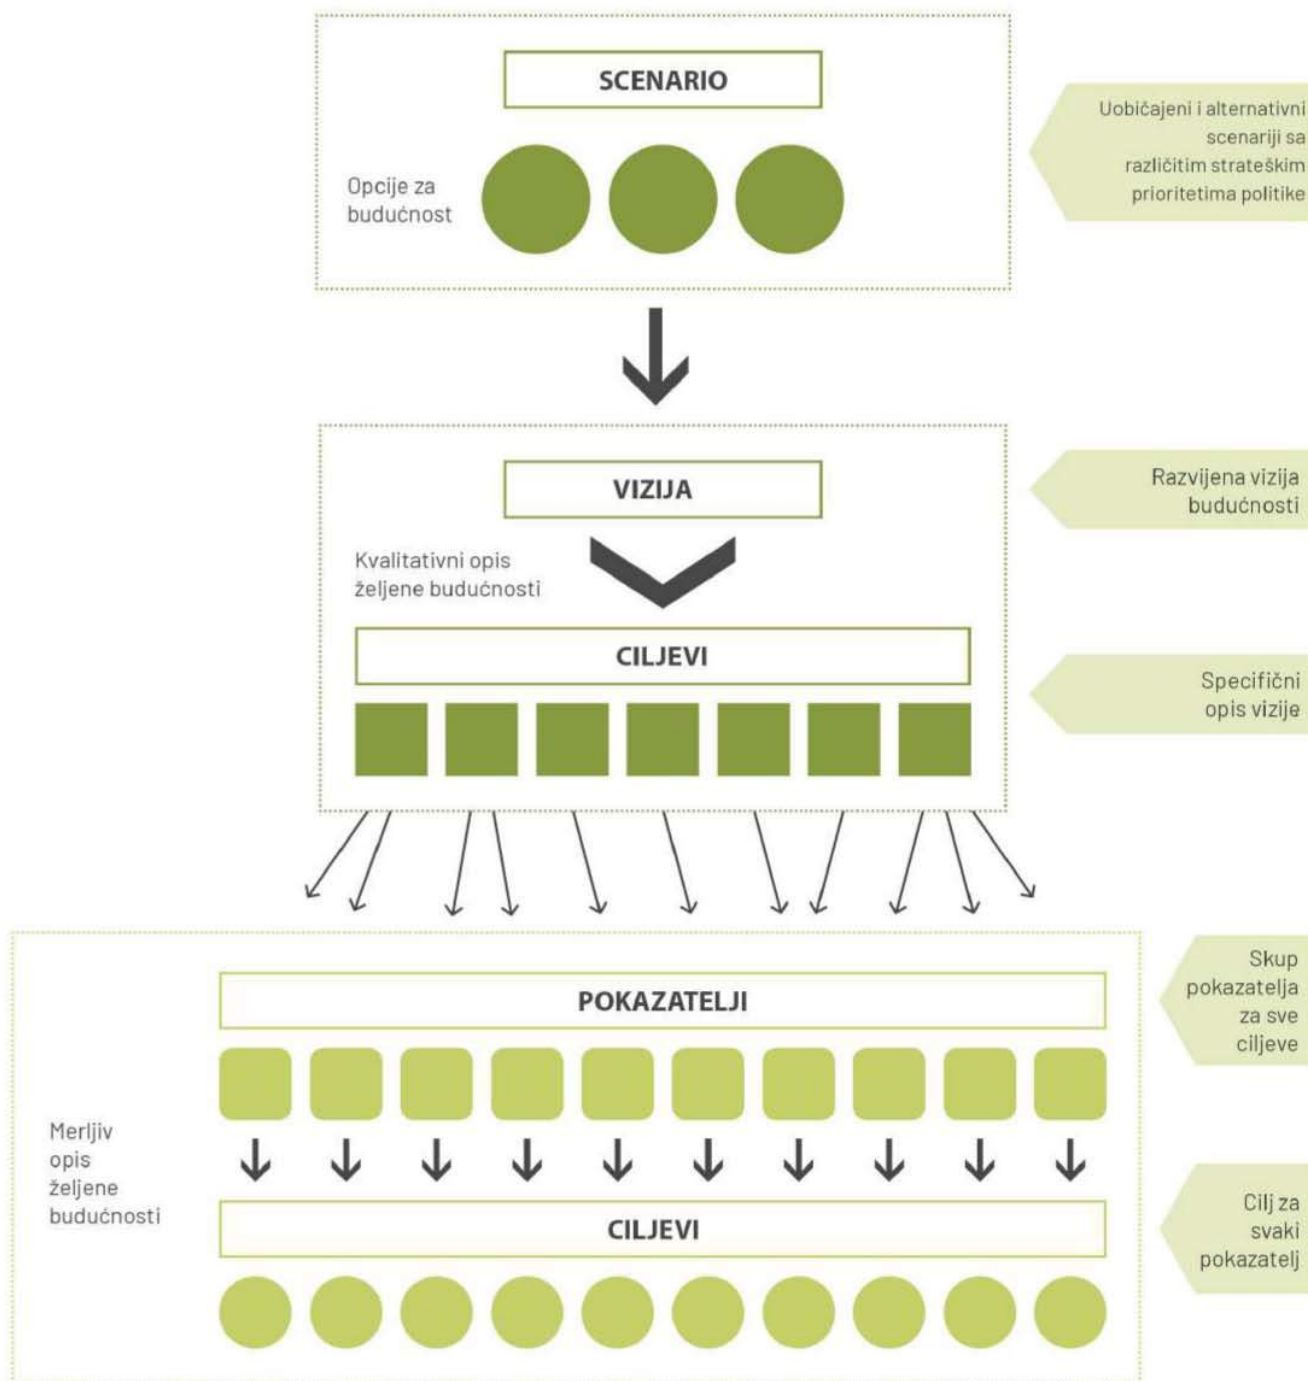 SCENARIO
Opcije za
budućnost
Uobičajeni i alternativni
scenariji sa
različitim strateškim
prioritetima politike
VIZIJA
Razvijena vizija
budućnosti
Kvalitativni opis
željene budućnosti
CILJEVI
Specifični
opis vizije
POKAZATELJI
Skup
pokazatelja
za sve
ciljeve
Merljiv
opis
željene
budućnosti
CILJEVI
Cilj za
svaki
pokazatelj